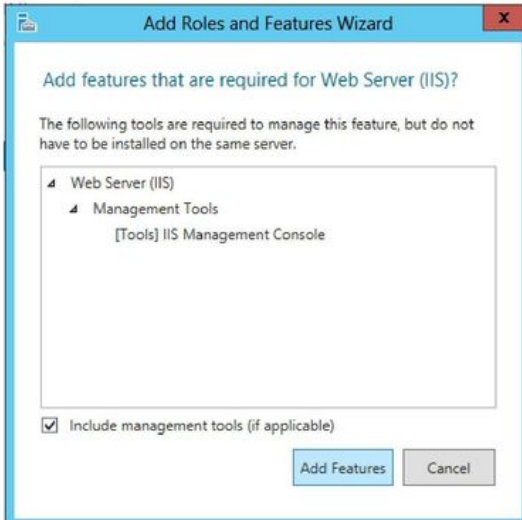 Add Roles and Features Wizard
x
Add features that are required for Web Server (IIS)?
The following tools are required to manage this feature, but do not
have to be installed on the same server.
Web Server (IIS)
Management Tools
[Tools] IIS Management Console
Include management tools (if applicable)
Add Features
Cancel